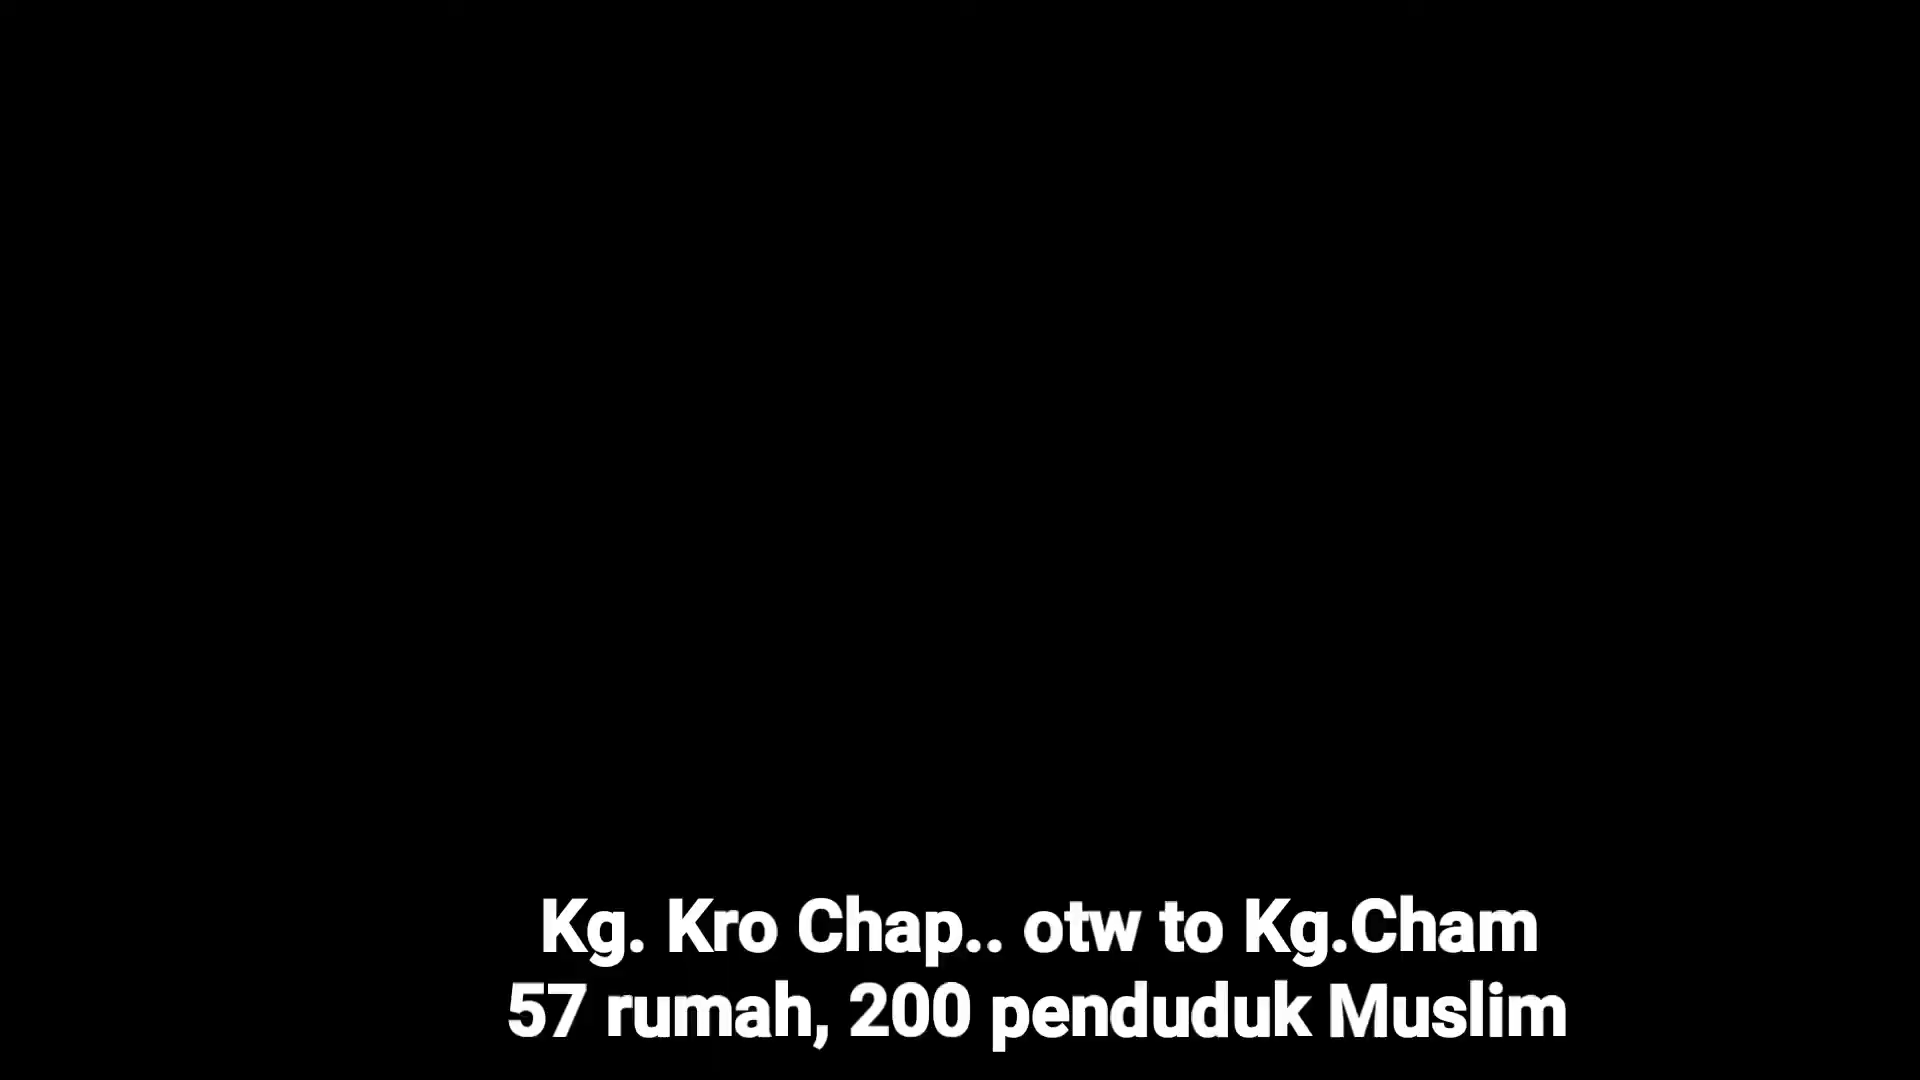 Kg. Kro Chap.. otw to Kg.Cham
57 rumah, 200 penduduk Muslim